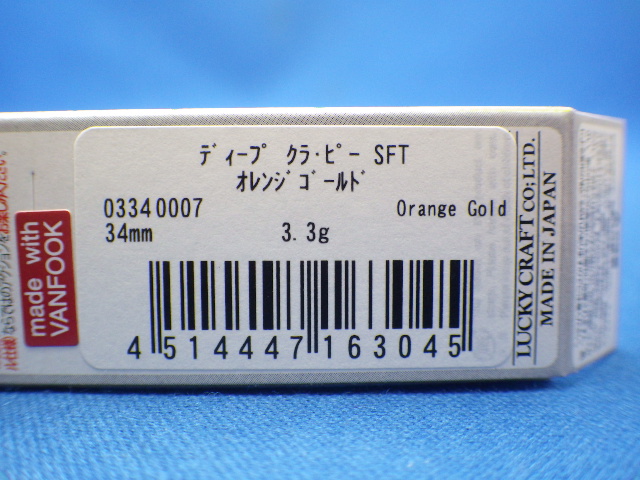 ﾃﾞｨｰﾌﾟ ｸﾗ･ﾋﾟｰ SFT
ｵﾚﾝｼﾞｺﾞｰﾙﾄﾞ
03340007 Orange Gold
34mm 3.3g
4 514447 163045
made with
VANFOOK
LUCKY CRAFT CO;LTD.
MADE IN JAPAN